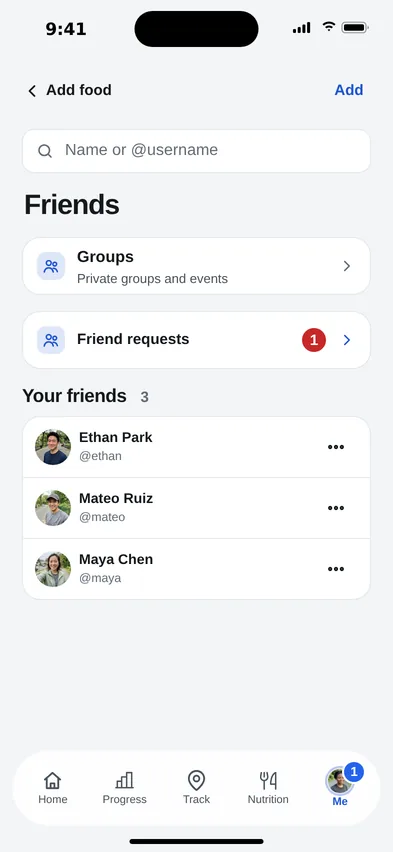 9:41
Add food
Add
Name or @username
Friends
Groups
Private groups and events
Friend requests
1
Your friends 3
Ethan Park
@ethan
Mateo Ruiz
@mateo
Maya Chen
@maya
1
Home
Progress
Track
Nutrition
Me